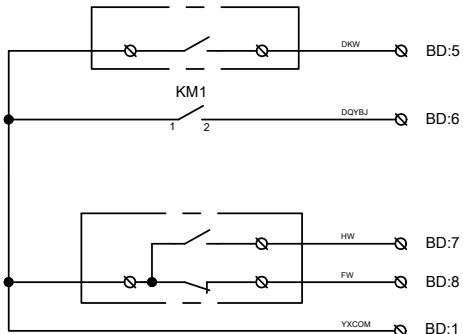 DKW BD:5
KM1
1 2 DQYBJ BD:6
HW BD:7
FW BD:8
YXCOM BD:1